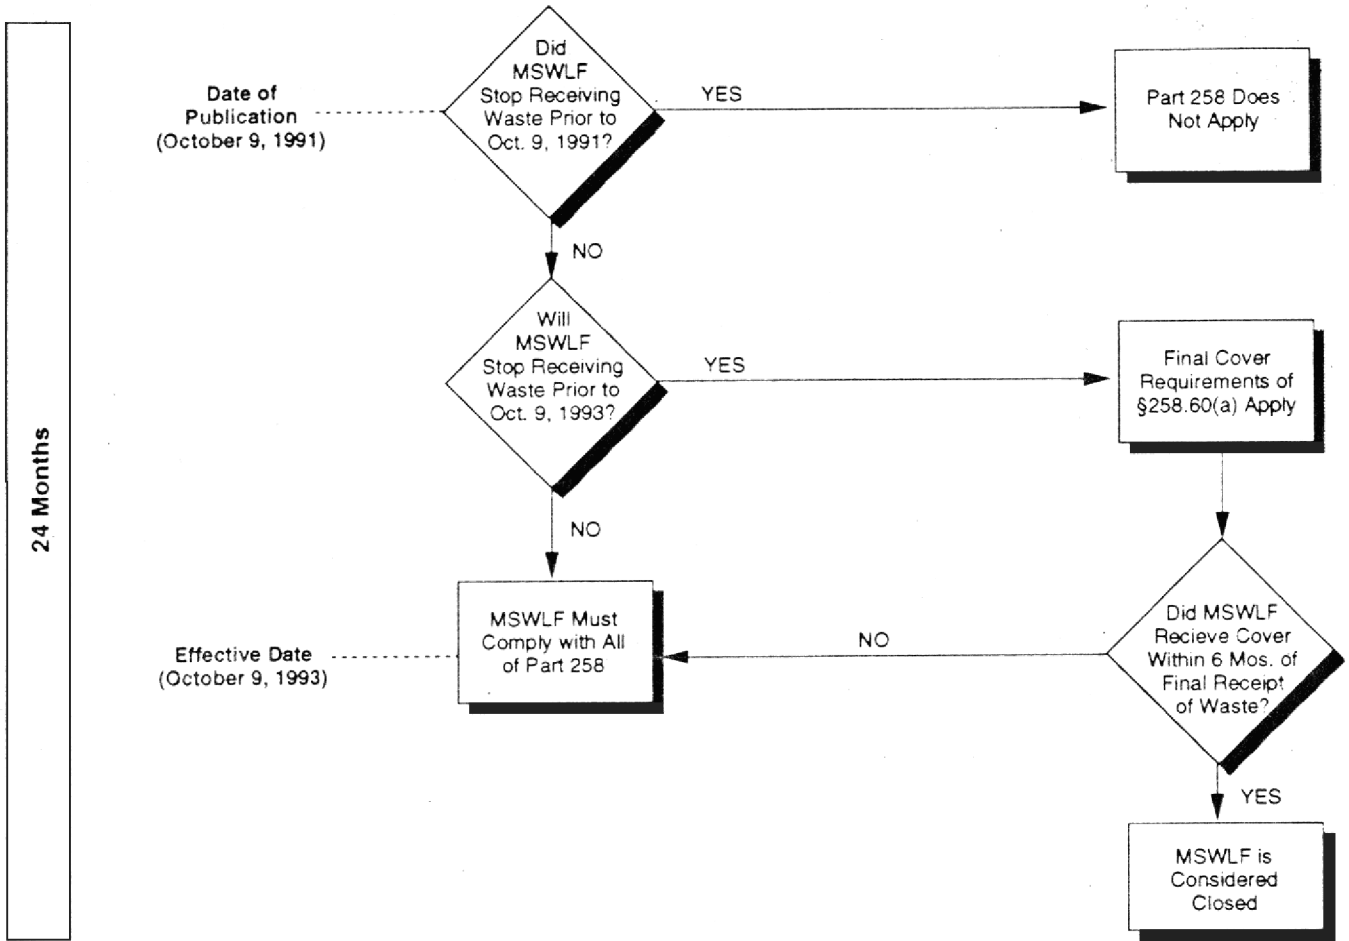 24 Months
Date of
Publication
(October 9, 1991)
Did
MSWLF
Stop Receiving
Waste Prior to
Oct. 9, 1991?
YES
Part 258 Does
Not Apply
NO
Will
MSWLF
Stop Receiving
Waste Prior to
Oct. 9, 1993?
YES
Final Cover
Requirements of
§258.60(a) Apply
NO
Effective Date
(October 9, 1993)
MSWLF Must
Comply with All
of Part 258
NO
Did MSWLF
Recieve Cover
Within 6 Mos. of
Final Receipt
of Waste?
YES
MSWLF is
Considered
Closed